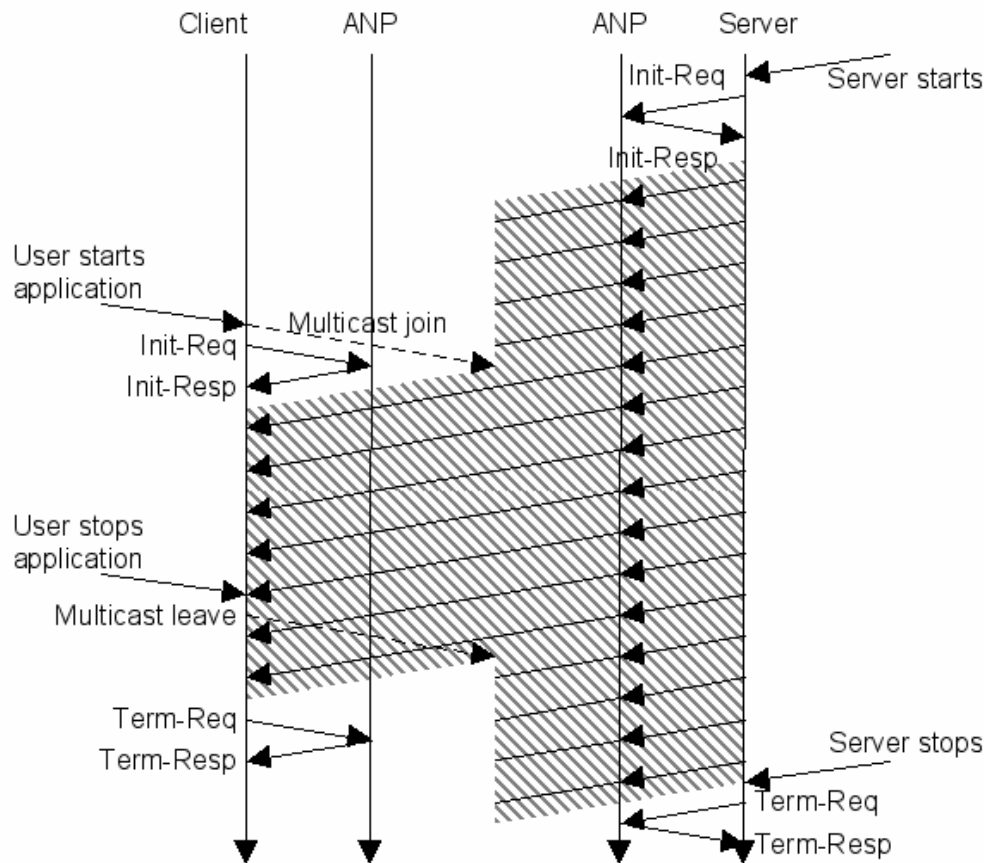 Client
ANP
ANP
Server
Init-Req
Server starts
Init-Resp
User starts
application
Multicast join
Init-Req
Init-Resp
User stops
application
Multicast leave
Term-Req
Term-Resp
Server stops
Term-Req
Term-Resp